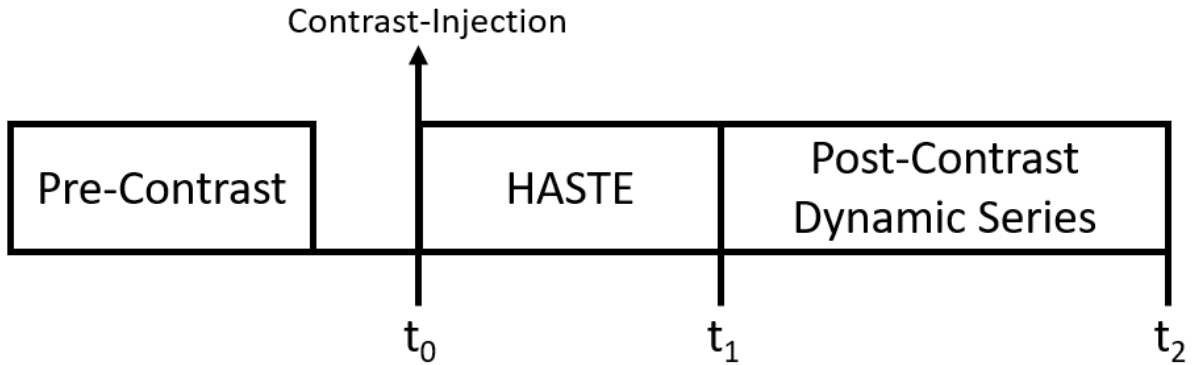 Contrast-Injection
Pre-Contrast
HASTE
Post-Contrast
Dynamic Series
t₀
t₁
t₂